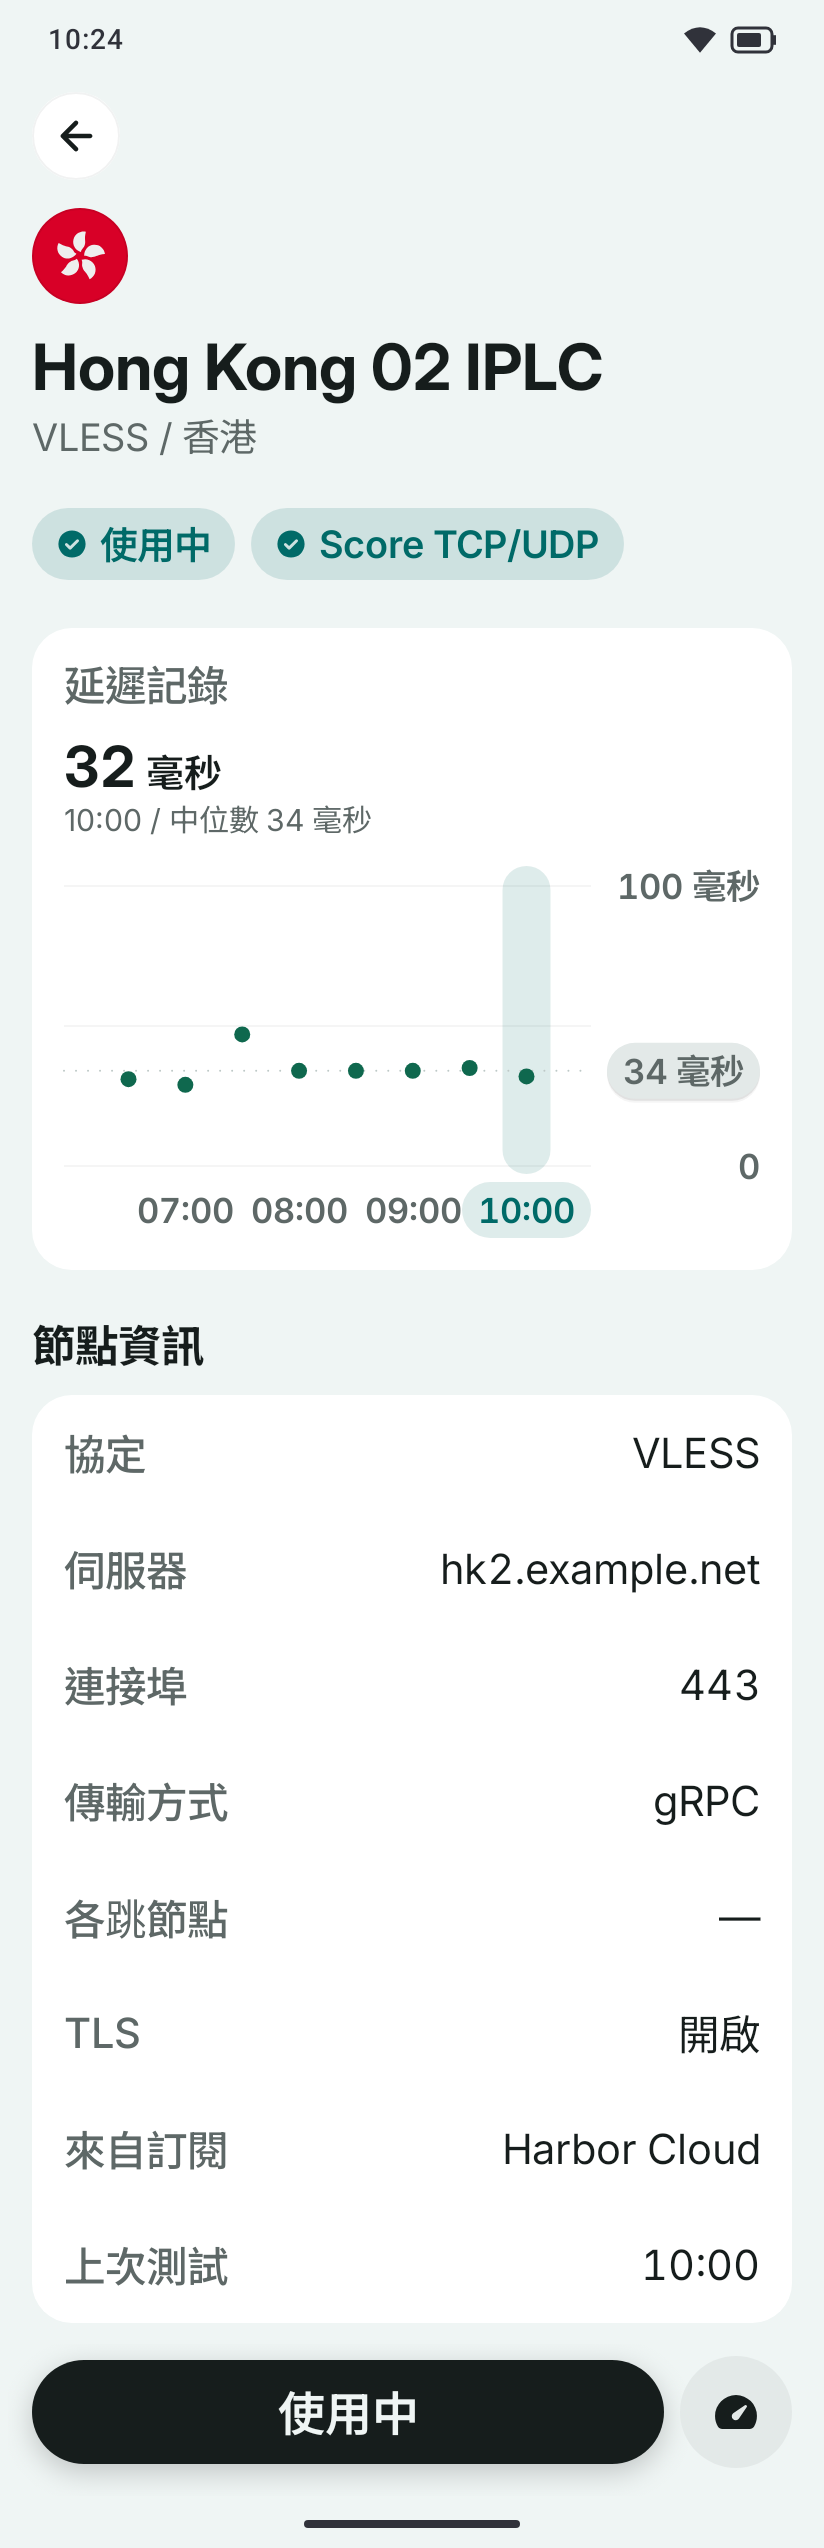 10:24
Hong Kong 02 IPLC
VLESS / 香港
使用中
Score TCP/UDP
延遲記錄
32 毫秒
10:00 / 中位數 34 毫秒
100 毫秒
34 毫秒
0
07:00 08:00 09:00 10:00
節點資訊
協定 VLESS
伺服器 hk2.example.net
連接埠 443
傳輸方式 gRPC
各跳節點 —
TLS 開啟
來自訂閱 Harbor Cloud
上次測試 10:00
使用中